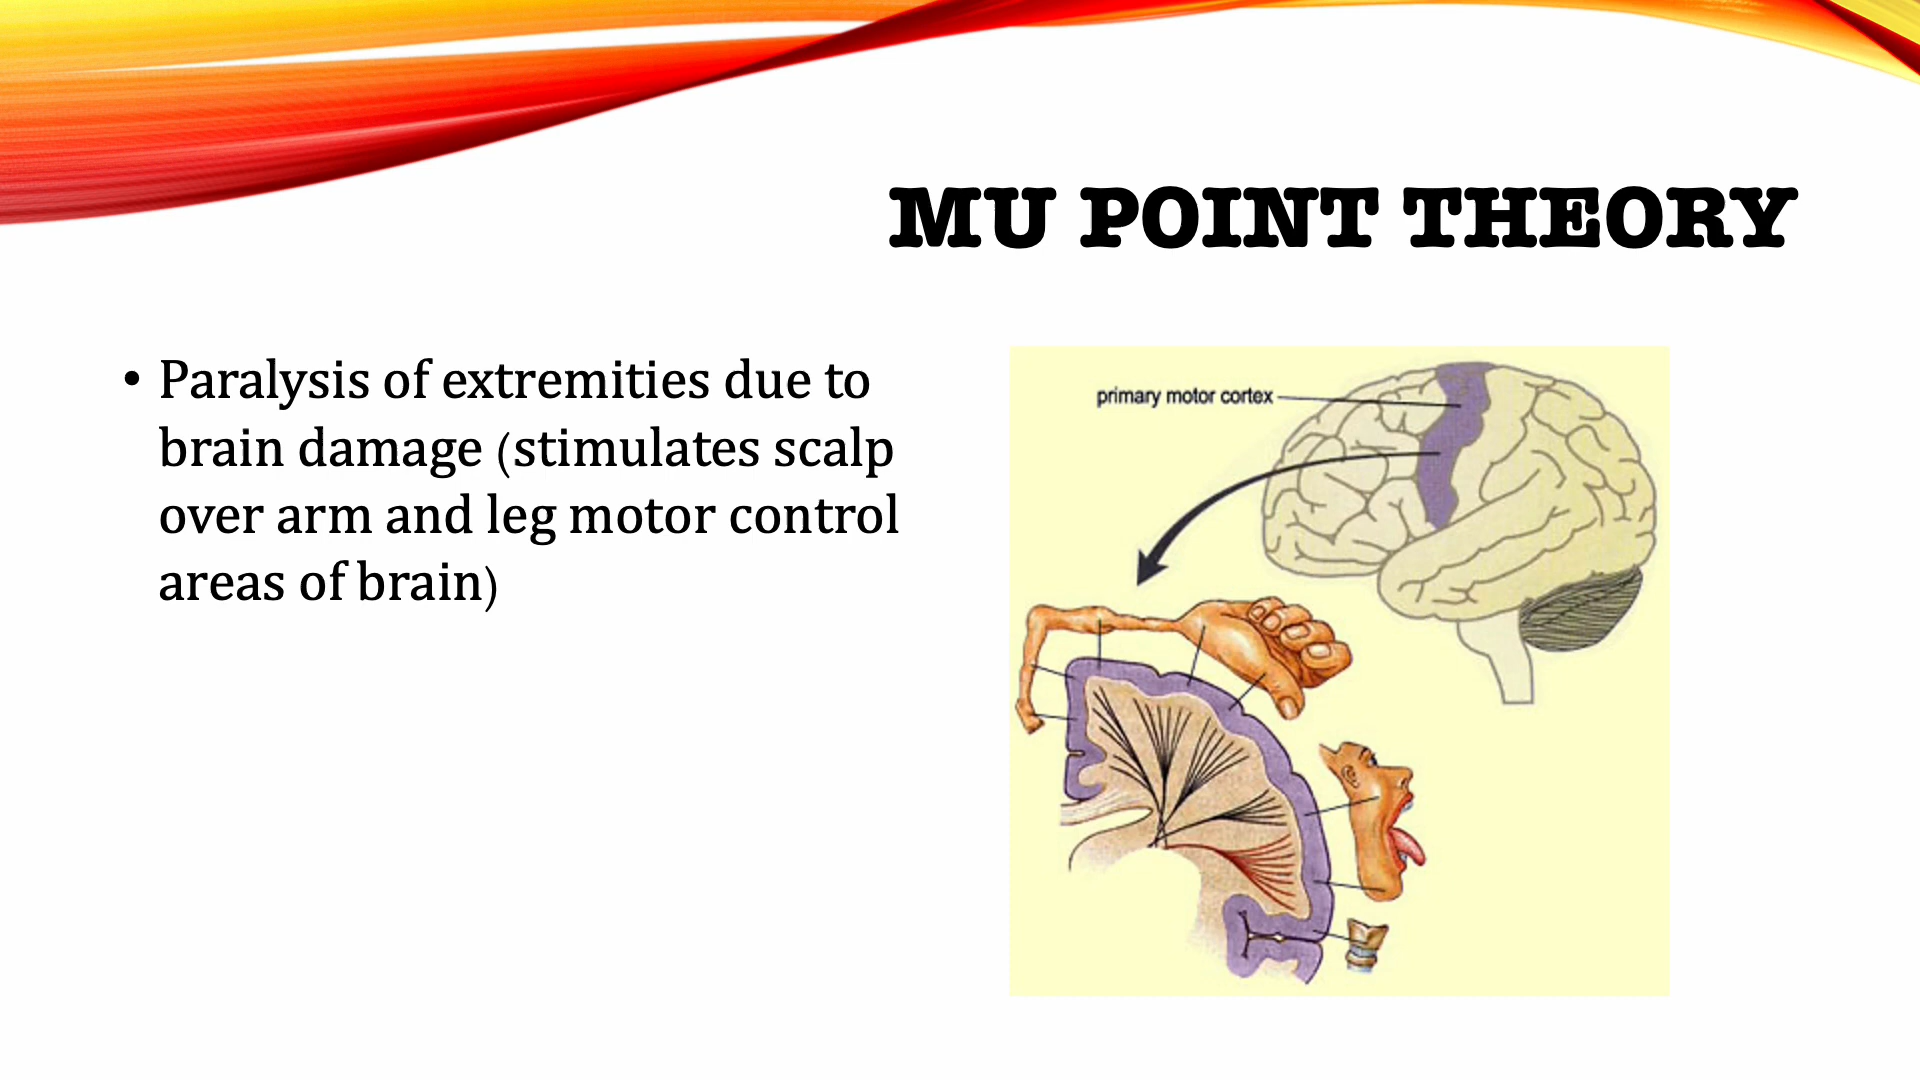 MU POINT THEORY
• Paralysis of extremities due to
brain damage (stimulates scalp
over arm and leg motor control
areas of brain)
primary motor cortex